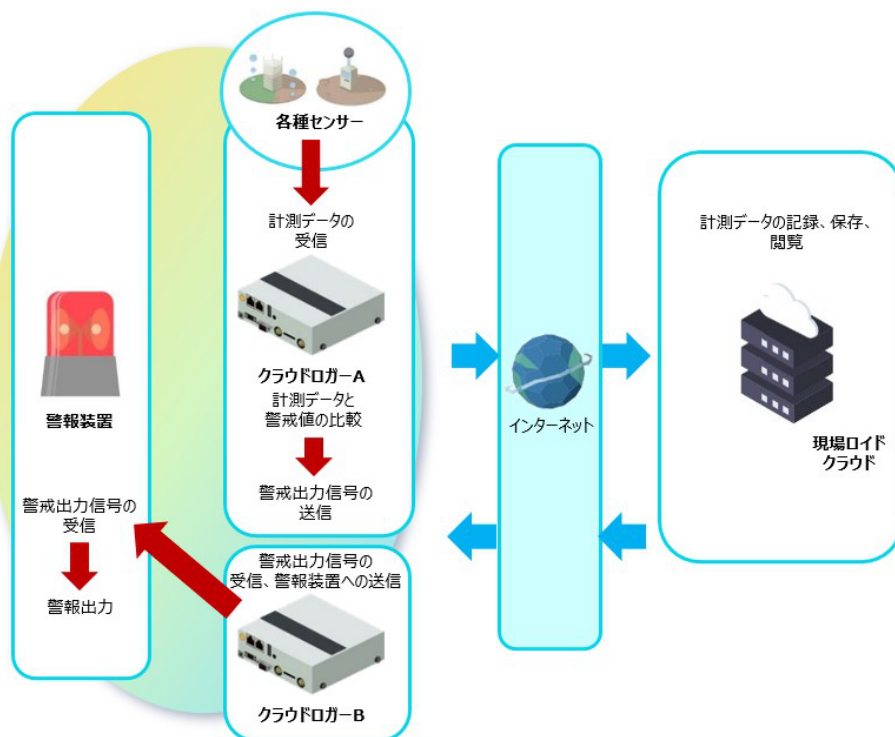 各種センサー
計測データの
受信
クラウドロガーA
計測データと
警戒値の比較
警戒出力信号の
送信
警戒出力信号の
受信、警報装置への送信
クラウドロガーB
警報装置
警戒出力信号の
受信
警報出力
インターネット
計測データの記録、保存、
閲覧
現場ロイド
クラウド